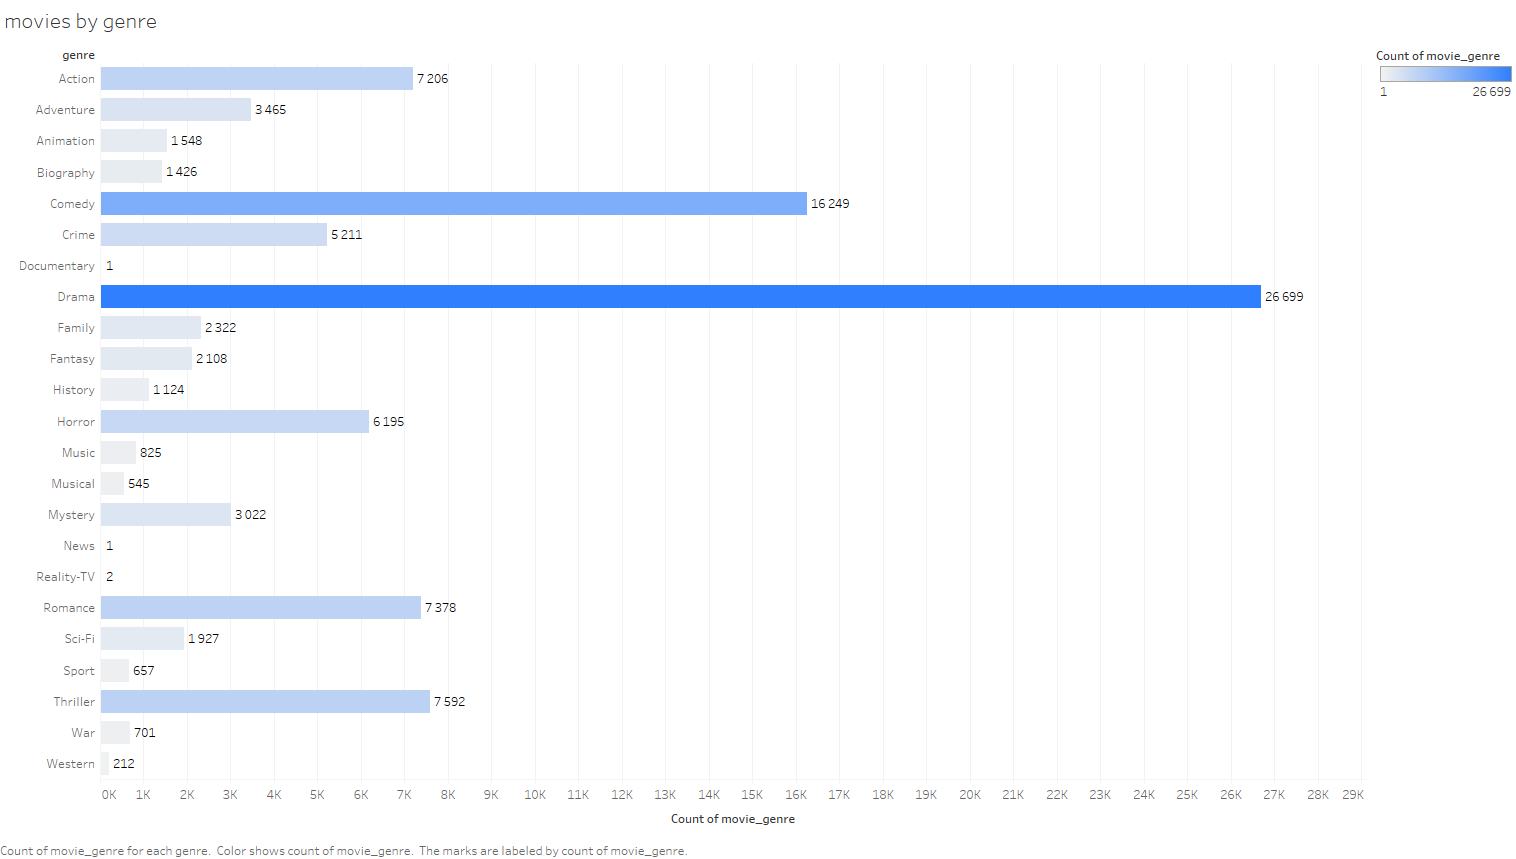 movies by genre
genre
Count of movie_genre
1 26 699
Action 7 206
Adventure 3 465
Animation 1 548
Biography 1 426
Comedy 16 249
Crime 5 211
Documentary 1
Drama 26 699
Family 2 322
Fantasy 2 108
History 1 124
Horror 6 195
Music 825
Musical 545
Mystery 3 022
News 1
Reality-TV 2
Romance 7 378
Sci-Fi 1 927
Sport 657
Thriller 7 592
War 701
Western 212
0K 1K 2K 3K 4K 5K 6K 7K 8K 9K 10K 11K 12K 13K 14K 15K 16K 17K 18K 19K 20K 21K 22K 23K 24K 25K 26K 27K 28K 29K
Count of movie_genre
Count of movie_genre for each genre. Color shows count of movie_genre. The marks are labeled by count of movie_genre.